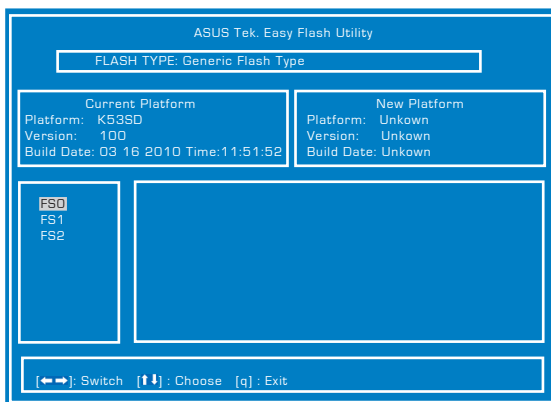 ASUS Tek. Easy Flash Utility
FLASH TYPE: Generic Flash Type
Current Platform
Platform: K53SD
Version: 100
Build Date: 03 16 2010 Time:11:51:52
New Platform
Platform: Unkown
Version: Unkown
Build Date: Unkown
FS0
FS1
FS2
[←→]: Switch [↑↓] : Choose [q] : Exit